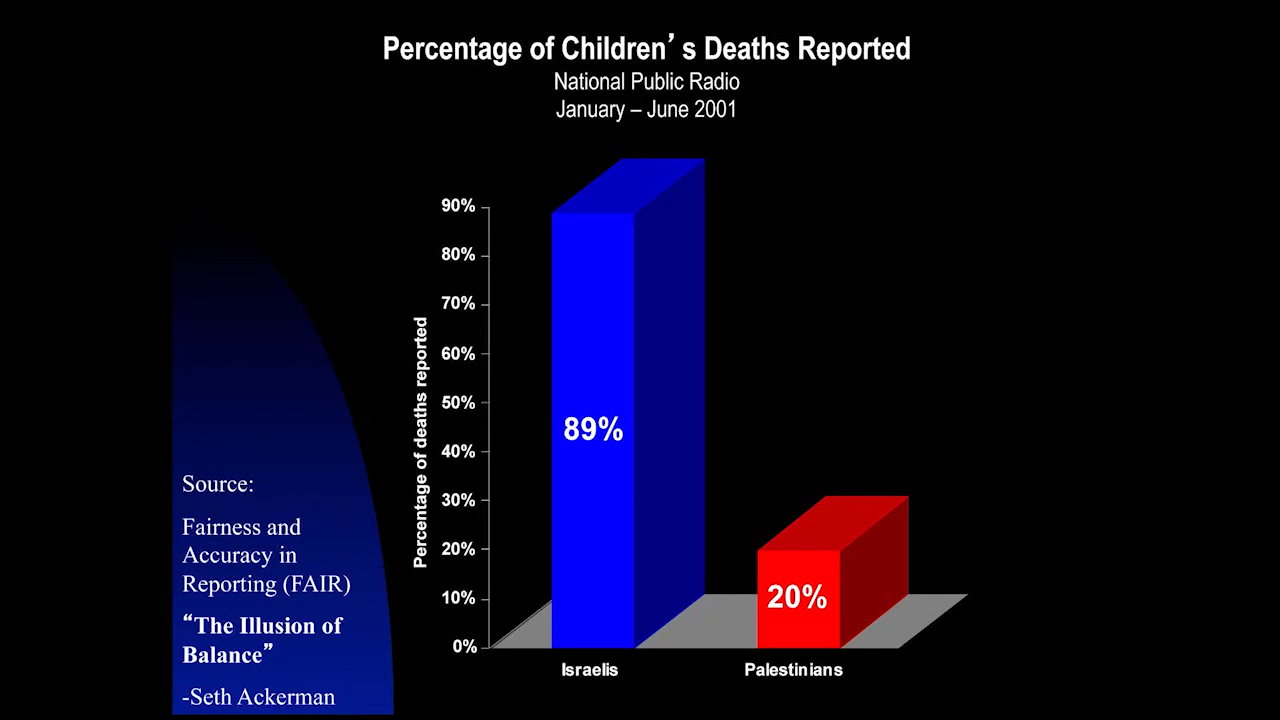 Percentage of Children’s Deaths Reported
National Public Radio
January – June 2001
90%
80%
70%
60%
50%
40%
30%
20%
10%
0%
Percentage of deaths reported
89%
20%
Israelis
Palestinians
Source:
Fairness and
Accuracy in
Reporting (FAIR)
“The Illusion of
Balance”
-Seth Ackerman